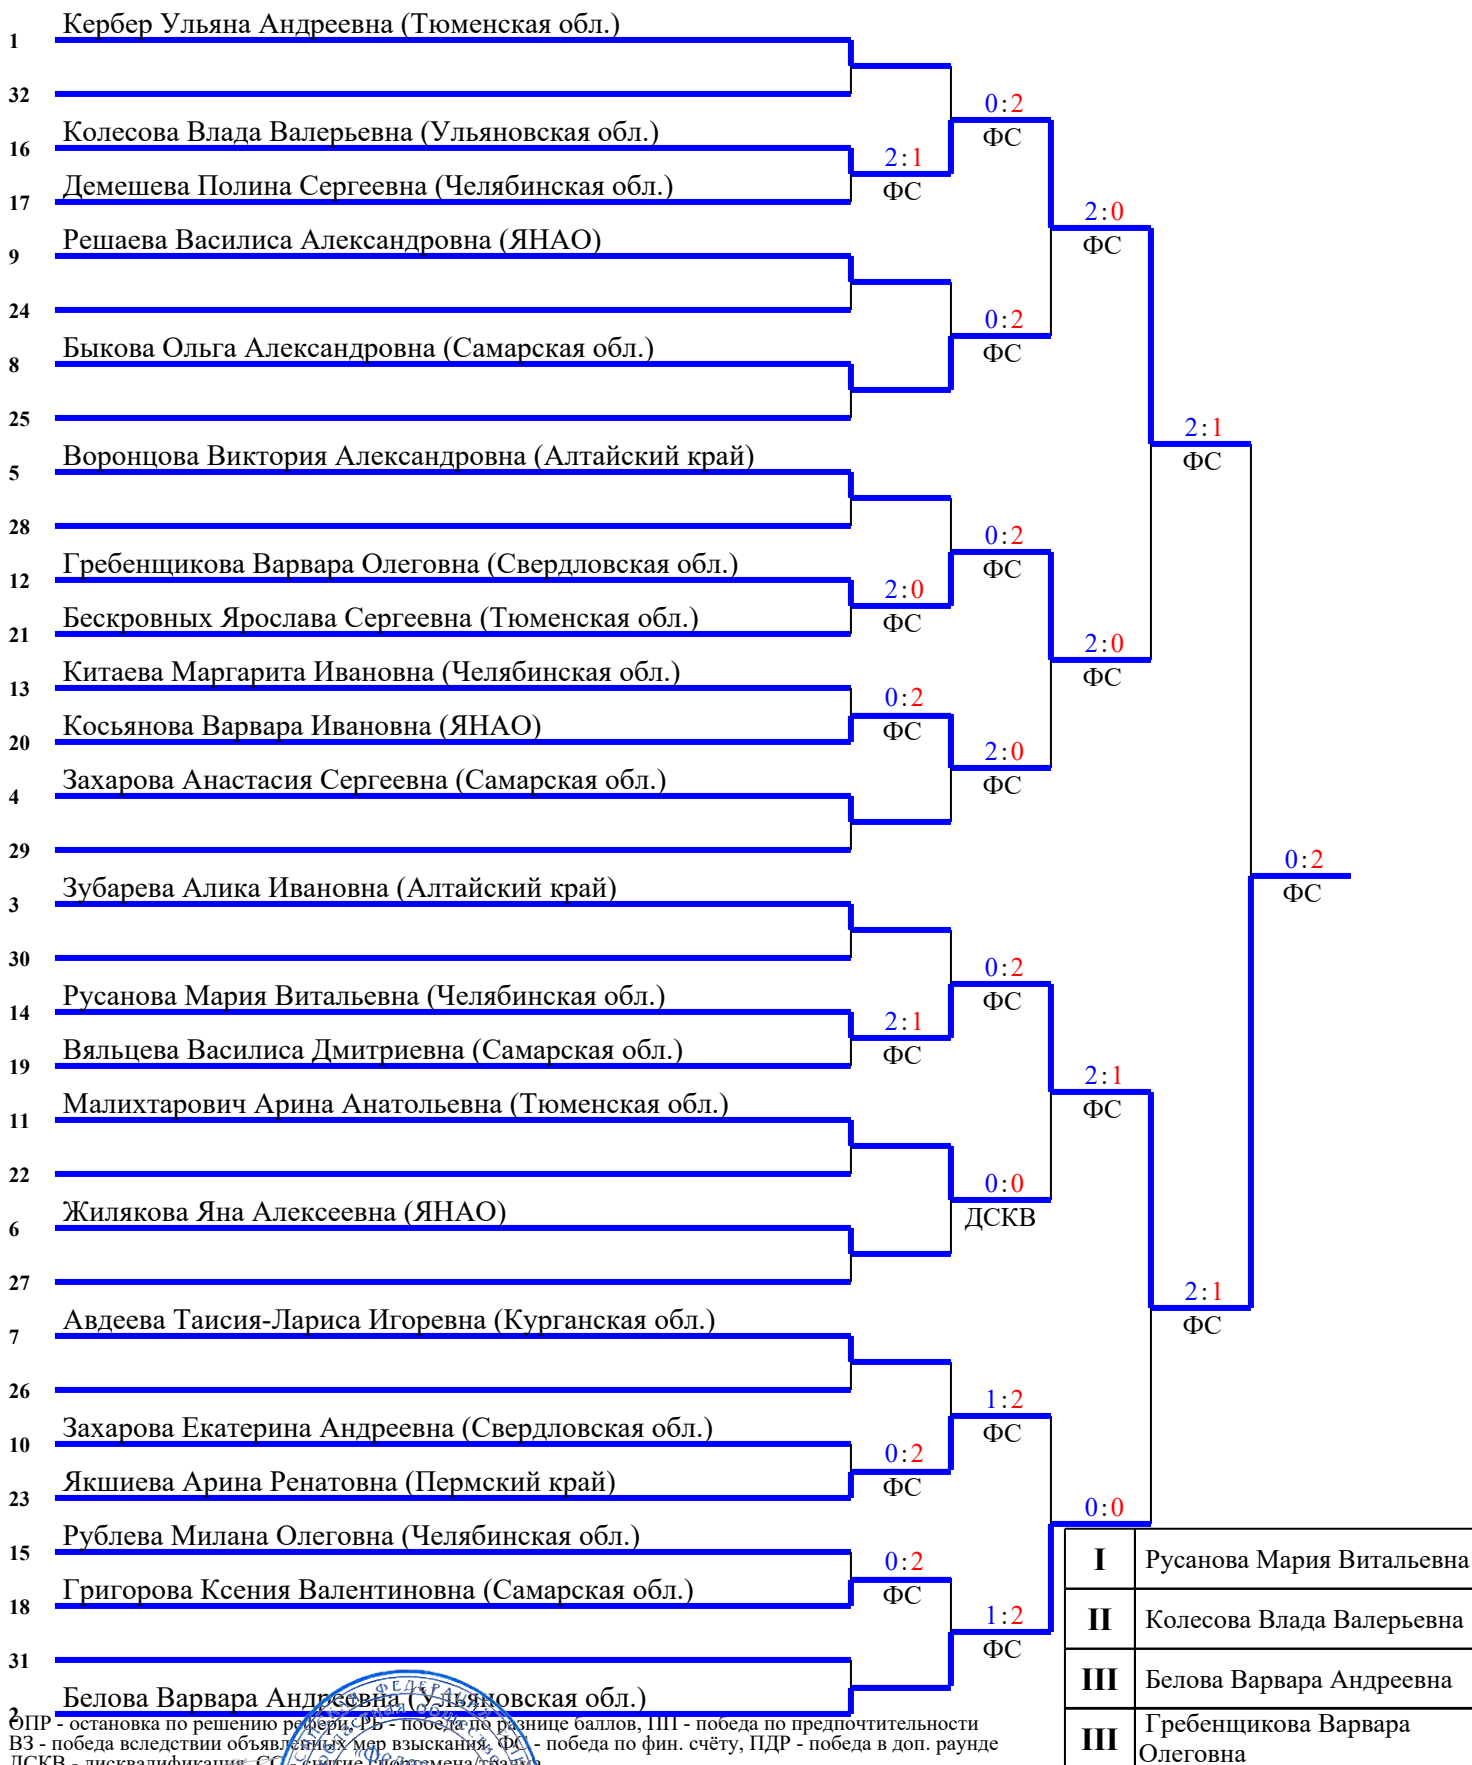 1 Кербер Ульяна Андреевна (Тюменская обл.)
32
0:2
ФС
16 Колесова Влада Валерьевна (Ульяновская обл.)
2:1
ФС
17 Демешева Полина Сергеевна (Челябинская обл.)
2:0
ФС
9 Решаева Василиса Александровна (ЯНАО)
24
0:2
ФС
8 Быкова Ольга Александровна (Самарская обл.)
25
2:1
ФС
5 Воронцова Виктория Александровна (Алтайский край)
28
0:2
ФС
12 Гребенщикова Варвара Олеговна (Свердловская обл.)
2:0
ФС
21 Бескровных Ярослава Сергеевна (Тюменская обл.)
2:0
ФС
13 Китаева Маргарита Ивановна (Челябинская обл.)
0:2
ФС
20 Косьянова Варвара Ивановна (ЯНАО)
2:0
ФС
4 Захарова Анастасия Сергеевна (Самарская обл.)
29
0:2
ФС
3 Зубарева Алика Ивановна (Алтайский край)
30
0:2
ФС
14 Русанова Мария Витальевна (Челябинская обл.)
2:1
ФС
19 Вяльцева Василиса Дмитриевна (Самарская обл.)
2:1
ФС
11 Малихтарович Арина Анатольевна (Тюменская обл.)
22
0:0
ДСКВ
6 Жилякова Яна Алексеевна (ЯНАО)
27
2:1
ФС
7 Авдеева Таисия-Лариса Игоревна (Курганская обл.)
26
1:2
ФС
10 Захарова Екатерина Андреевна (Свердловская обл.)
0:2
ФС
23 Якшиева Арина Ренатовна (Пермский край)
0:0
15 Рублева Милана Олеговна (Челябинская обл.)
0:2
ФС
18 Григорова Ксения Валентиновна (Самарская обл.)
1:2
ФС
31
2 Белова Варвара Андреевна (Ульяновская обл.)
I Русанова Мария Витальевна
II Колесова Влада Валерьевна
III Белова Варвара Андреевна
III Гребенщикова Варвара
Олеговна
ОПР - остановка по решению рефери, РБ - победа по разнице баллов, ПП - победа по предпочтительности
ВЗ - победа вследствии объявленных мер взыскания, ФС - победа по фин. счёту, ПДР - победа в доп. раунде
ДСКВ - дисквалификация, СС - снятие спортсмена/травма